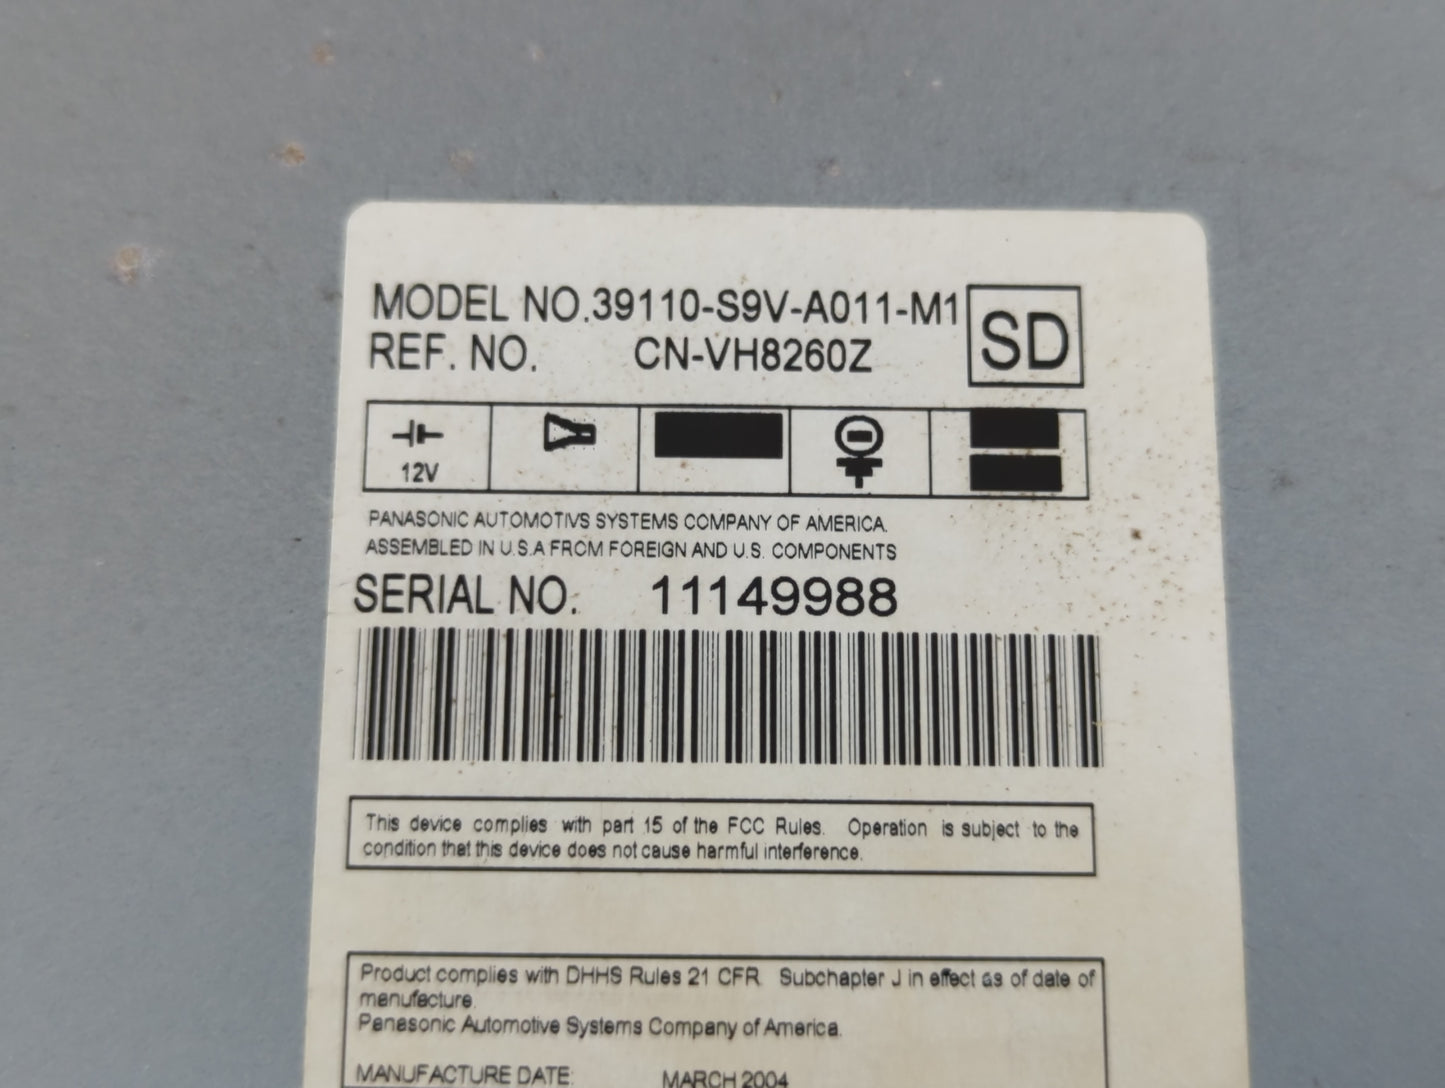 MODEL NO.39110-S9V-A011-M1
SD
REF. NO. CN-VH8260Z
12V
PANASONIC AUTOMOTIVS SYSTEMS COMPANY OF AMERICA.
ASSEMBLED IN U.S.A FROM FOREIGN AND U.S. COMPONENTS
SERIAL NO. 11149988
This device complies with part 15 of the FCC Rules. Operation is subject to the
condition that this device does not cause harmful interference.
Product complies with DHHS Rules 21 CFR Subchapter J in effect as of date of
manufacture.
Panasonic Automotive Systems Company of America.
MANUFACTURE DATE: MARCH 2004